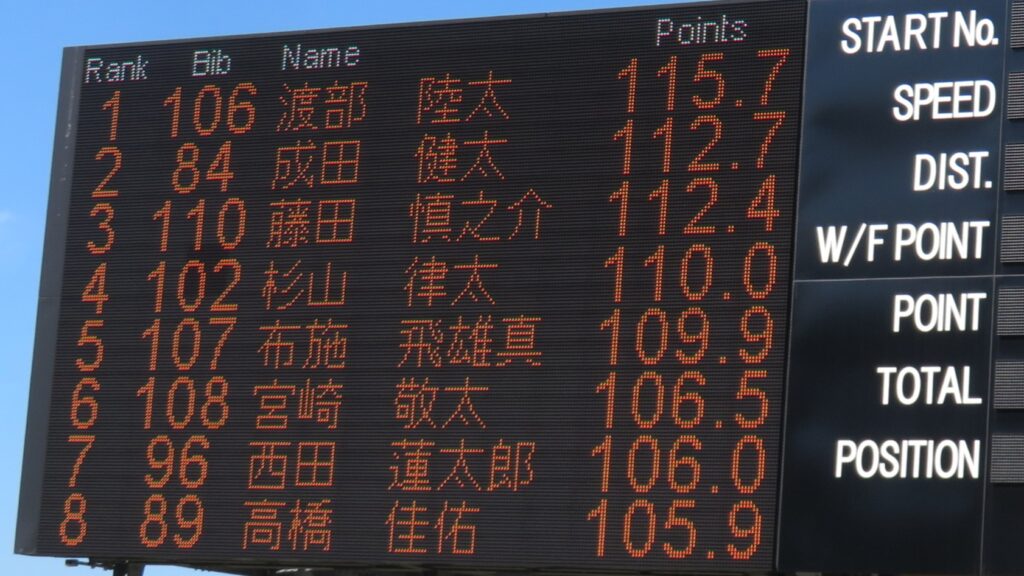 Rank Bib Name Points
1 106 渡部 陸太 115.7
2 84 成田 健太 112.7
3 110 藤田 慎之介 112.4
4 102 杉山 律太 110.0
5 107 布施 飛雄真 109.9
6 108 宮崎 敬太 106.5
7 96 西田 蓮太郎 106.0
8 89 高橋 佳佑 105.9
START No.
SPEED
DIST.
W/F POINT
POINT
TOTAL
POSITION